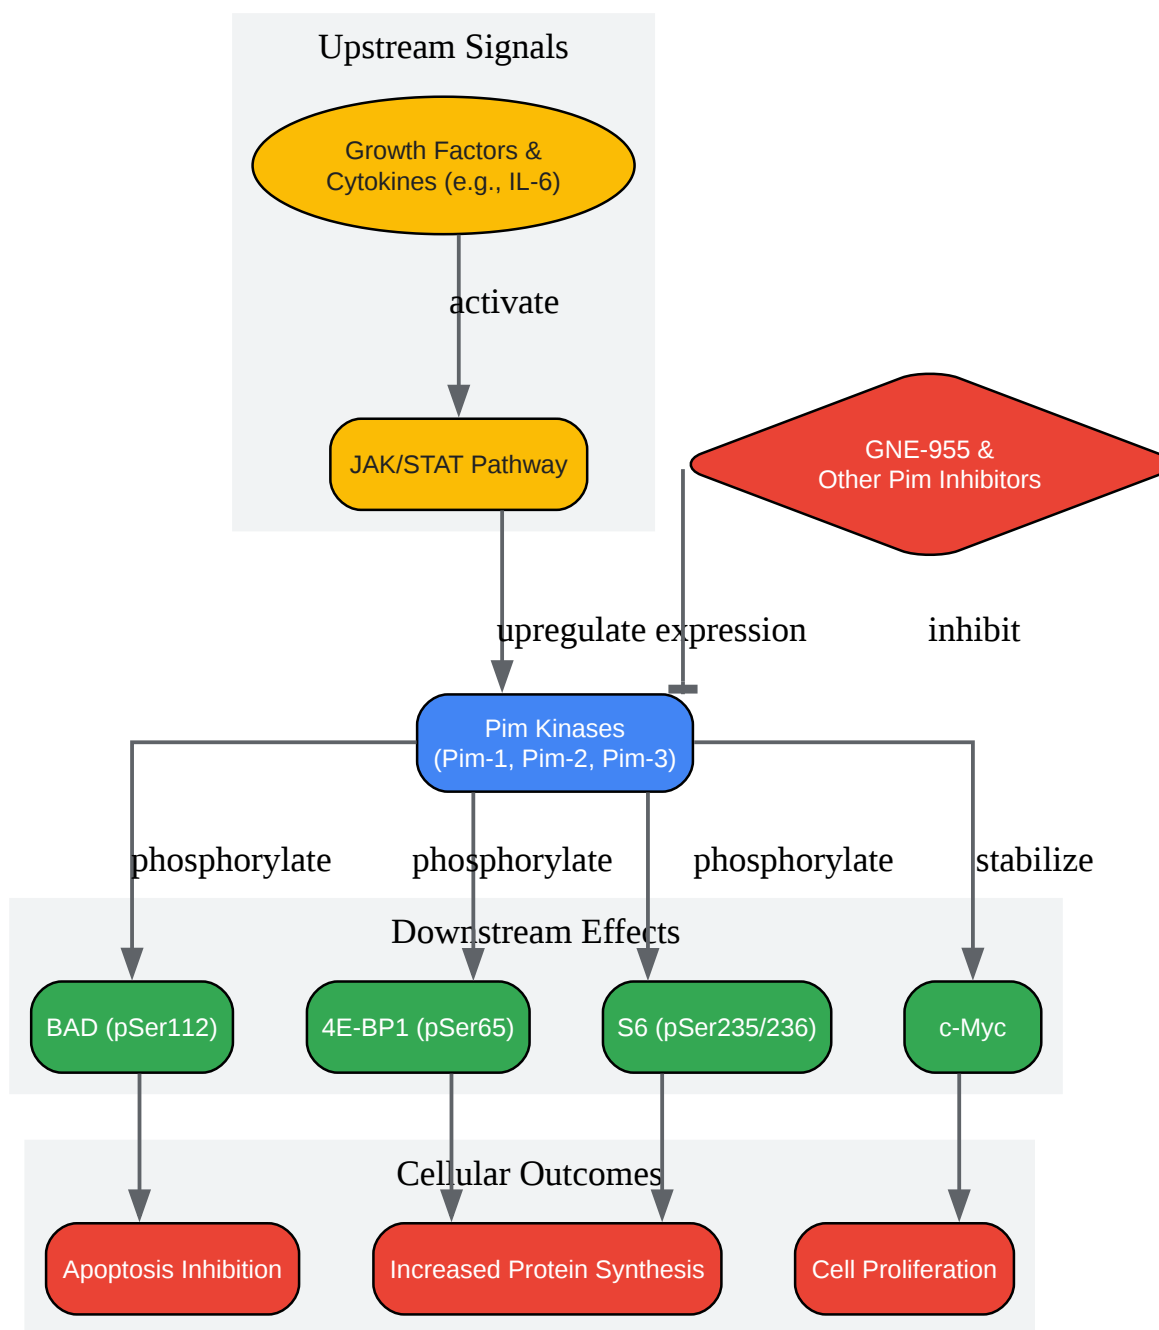 Upstream Signals
Growth Factors &
Cytokines (e.g., IL-6)
activate
JAK/STAT Pathway
GNE-955 &
Other Pim Inhibitors
upregulate expression
inhibit
Pim Kinases
(Pim-1, Pim-2, Pim-3)
phosphorylate
phosphorylate
phosphorylate
stabilize
Downstream Effects
BAD (pSer112)
4E-BP1 (pSer65)
S6 (pSer235/236)
c-Myc
Cellular Outcomes
Apoptosis Inhibition
Increased Protein Synthesis
Cell Proliferation